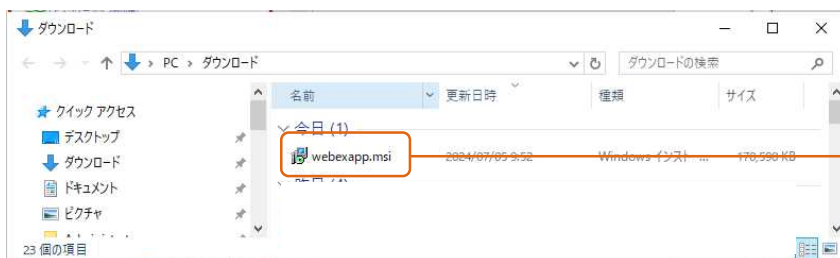 ダウンロード
PC › ダウンロード
ダウンロードの検索
名前 更新日時 種類 サイズ
クイック アクセス
今日 (1)
デスクトップ
webexapp.msi 2024/07/05 9:52 Windows インスト ... 170,590 KB
ダウンロード
ドキュメント
昨日 (4)
ピクチャ
23 個の項目